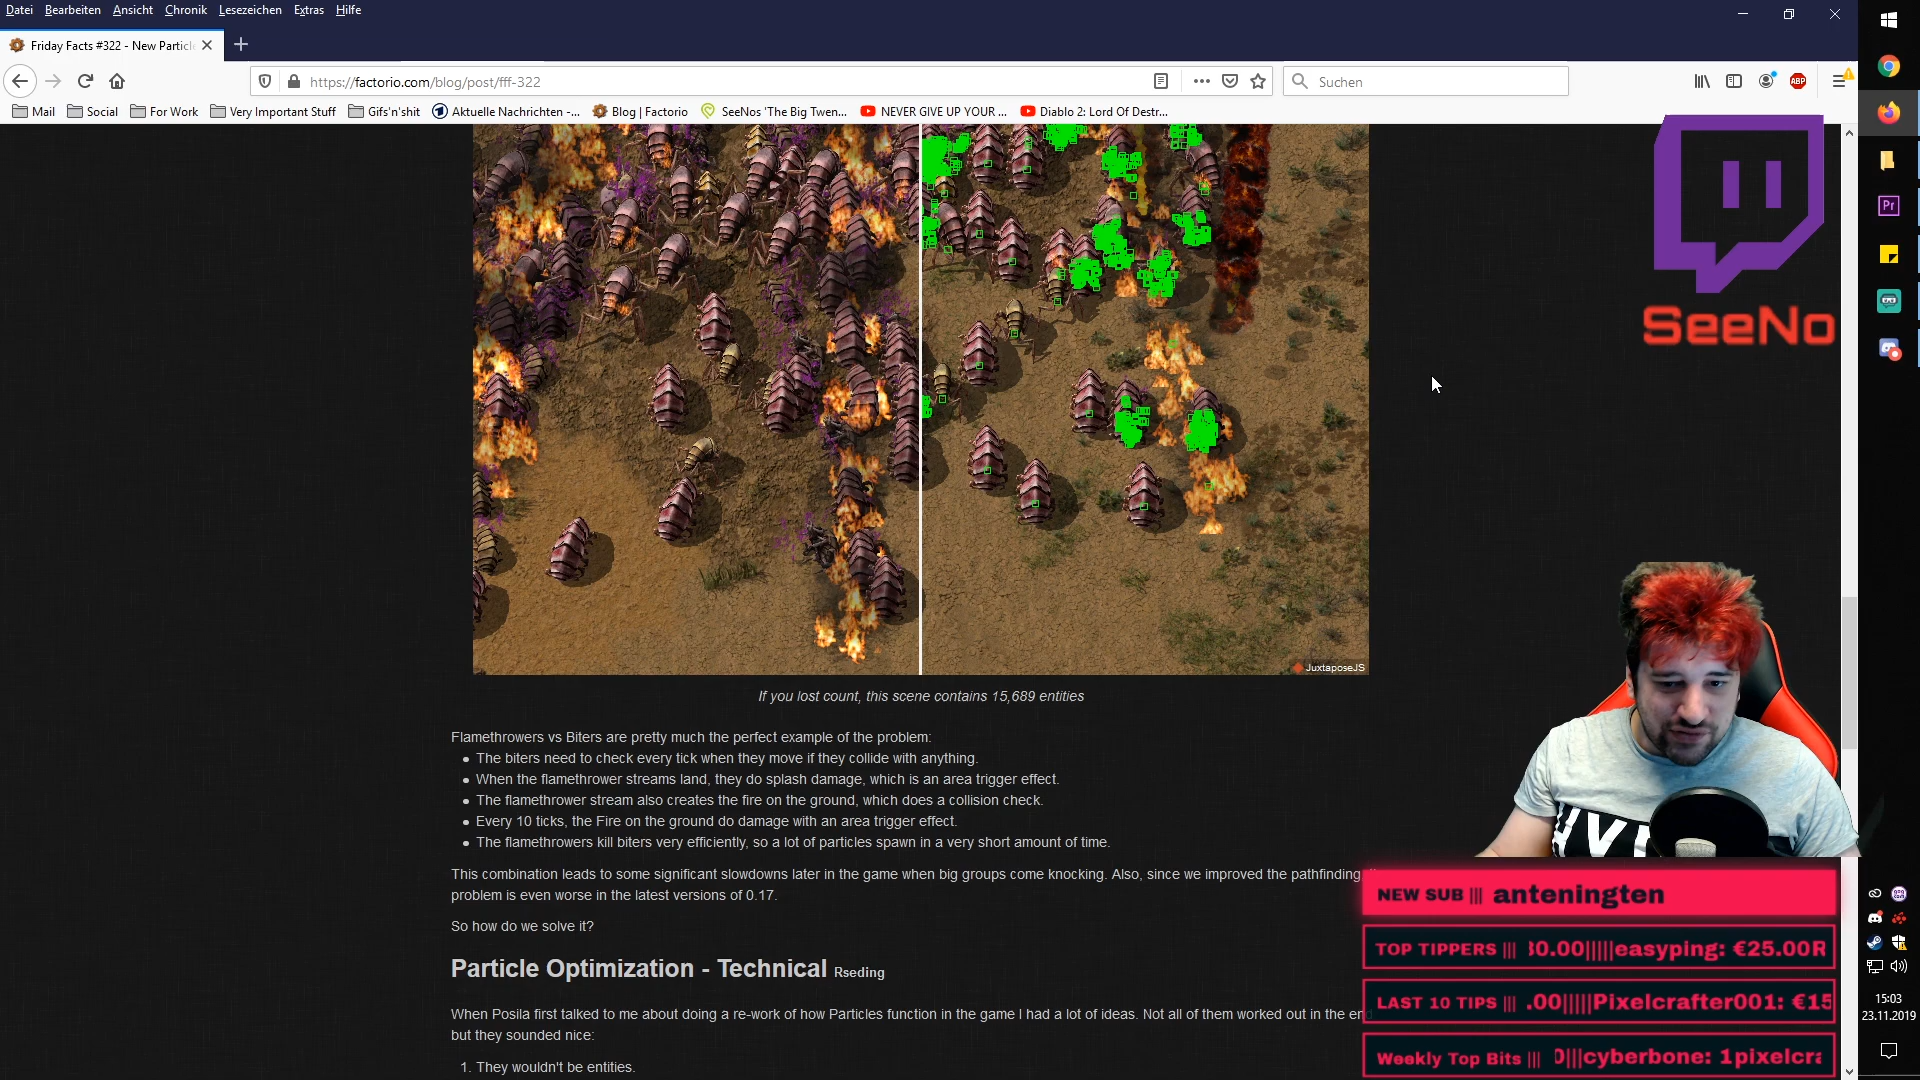 Datei Bearbeiten Ansicht Chronik Lesezeichen Extras Hilfe
Friday Facts #322 - New Particl
https://factorio.com/blog/post/fff-322
Suchen
ABP
Mail Social For Work Very Important Stuff Gifs'n'shit Aktuelle Nachrichten -... Blog | Factorio SeeNos 'The Big Twen... NEVER GIVE UP YOUR ... Diablo 2: Lord Of Destr...
Pr
SeeNo
JuxtaposeJS
If you lost count, this scene contains 15,689 entities
Flamethrowers vs Biters are pretty much the perfect example of the problem:
The biters need to check every tick when they move if they collide with anything.
When the flamethrower streams land, they do splash damage, which is an area trigger effect.
The flamethrower stream also creates the fire on the ground, which does a collision check.
Every 10 ticks, the Fire on the ground do damage with an area trigger effect.
The flamethrowers kill biters very efficiently, so a lot of particles spawn in a very short amount of time.
This combination leads to some significant slowdowns later in the game when big groups come knocking. Also, since we improved the pathfinding
problem is even worse in the latest versions of 0.17.
So how do we solve it?
Particle Optimization - Technical Rseding
When Posila first talked to me about doing a re-work of how Particles function in the game I had a lot of ideas. Not all of them worked out in the en
but they sounded nice:
1. They wouldn't be entities.
NEW SUB ||| anteningten
TOP TIPPERS ||| 30.00|||||easyping: €25.00R
LAST 10 TIPS ||| .00|||||Pixelcrafter001: €15
Weekly Top Bits ||| 0|||cyberbone: 1pixelcra
15:03
23.11.2019